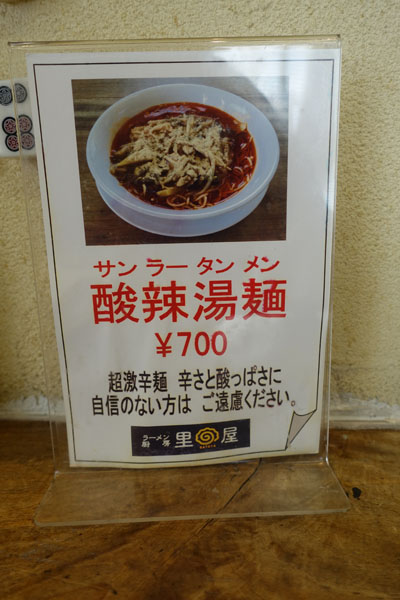 サンラータンメン
酸辣湯麺
¥700
超激辛麺 辛さと酸っぱさに
自信のない方は ご遠慮ください。
ラーメン
厨房
里屋